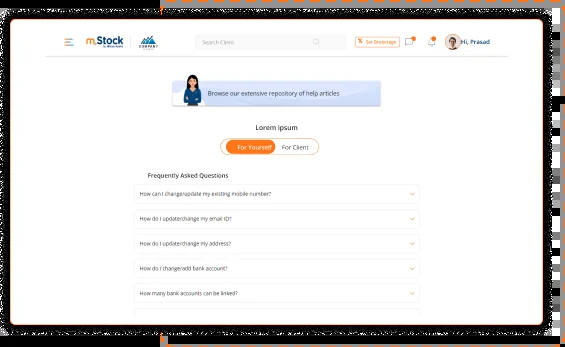 m.Stock
by Mirae Asset
COMPANY
Search Client
Set Brokerage
Hi, Prasad
Browse our extensive repository of help articles
Lorem Ipsum
For Yourself
For Client
Frequently Asked Questions
How can I change/update my existing mobile number?
How do I update/change my email ID?
How do I update/change my address?
How do I change/add bank account?
How many bank accounts can be linked?